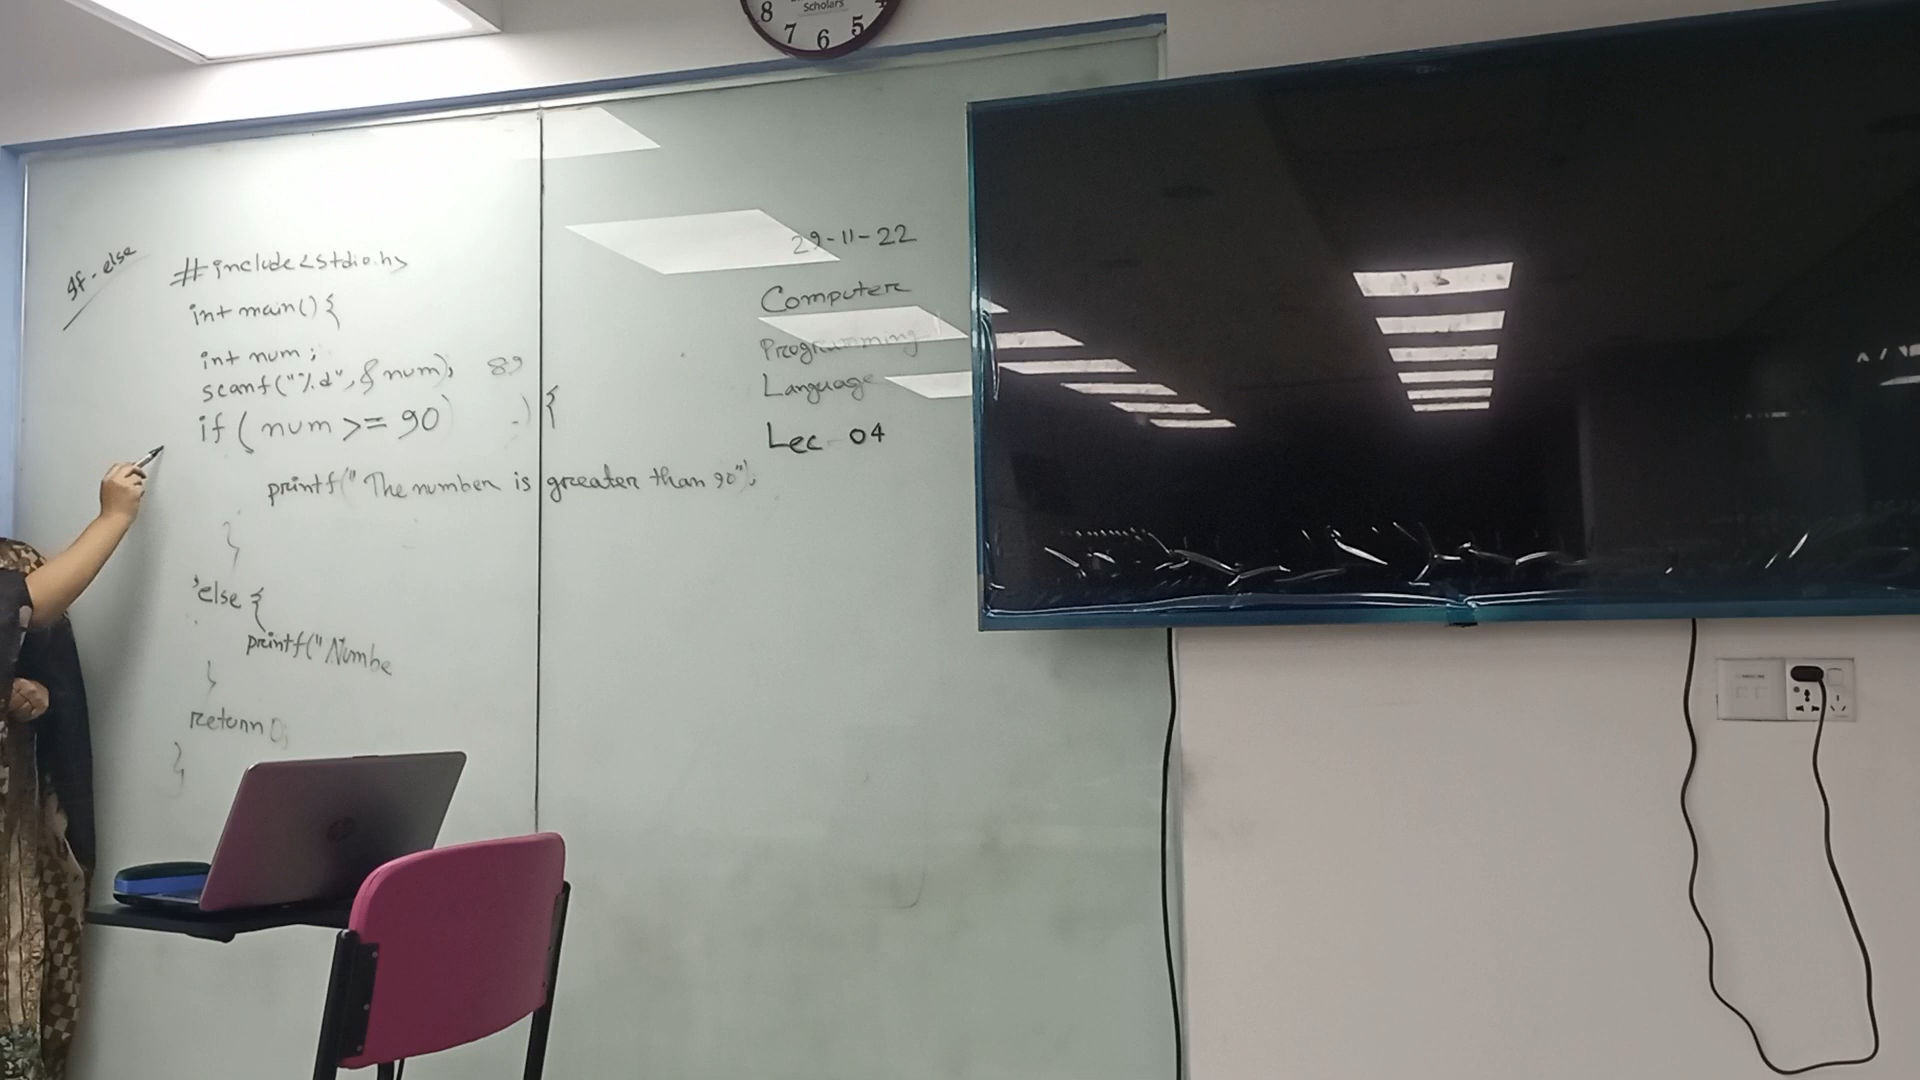 8 7 6 5
Scholars
If-else
#include<stdio.h>
int main() {
int num;
scanf("%d", & num); 89
if ( num >= 90 ) {
printf("The number is greater than 90");
}
else {
printf("Numbe
}
return 0;
}
29-11-22
Computer
Programming
Language
Lec 04